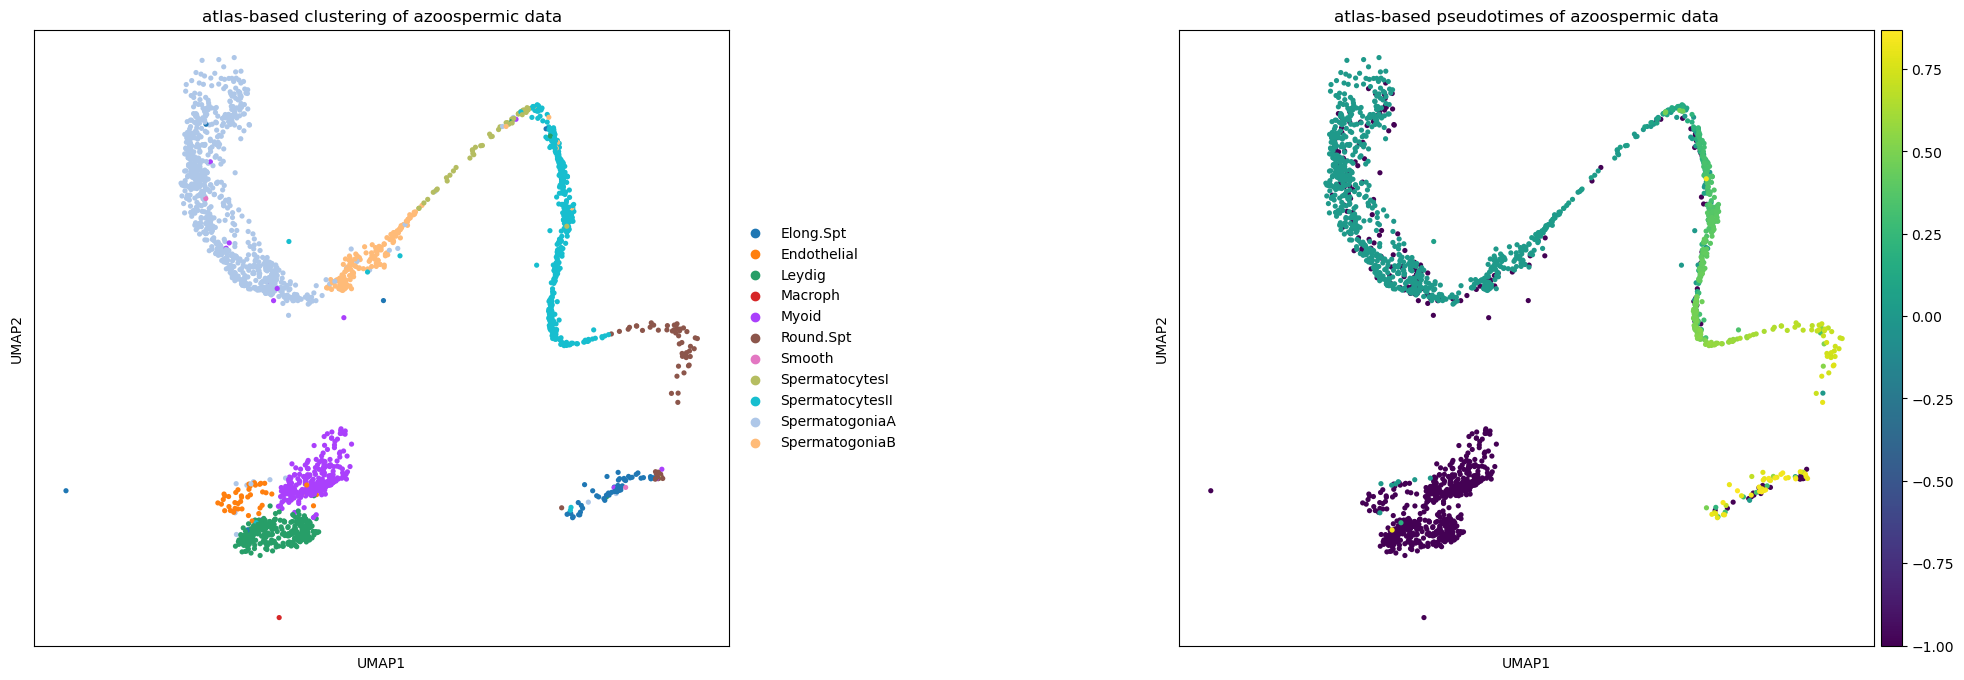 atlas-based clustering of azoospermic data
UMAP2
UMAP1
Elong.Spt
Endothelial
Leydig
Macroph
Myoid
Round.Spt
Smooth
SpermatocytesI
SpermatocytesII
SpermatogoniaA
SpermatogoniaB
atlas-based pseudotimes of azoospermic data
UMAP2
UMAP1
0.75
0.50
0.25
0.00
−0.25
−0.50
−0.75
−1.00